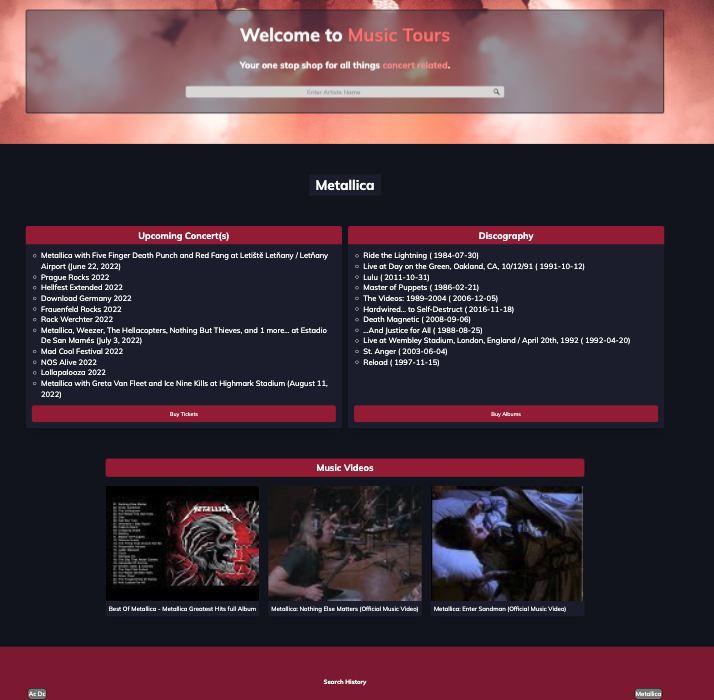 Welcome to Music Tours
Your one stop shop for all things concert related.
Enter Artists Name
Metallica
Upcoming Concert(s)
Metallica with Five Finger Death Punch and Red Fang at Letiště Letňany / Letňany
Airport (June 22, 2022)
Prague Rocks 2022
Hellfest Extended 2022
Download Germany 2022
Frauenfeld Rocks 2022
Rock Werchter 2022
Metallica, Weezer, The Hellacopters, Nothing But Thieves, and 1 more... at Estadio
De San Mamés (July 3, 2022)
Mad Cool Festival 2022
NOS Alive 2022
Lollapalooza 2022
Metallica with Greta Van Fleet and Ice Nine Kills at Highmark Stadium (August 11,
2022)
Buy Tickets
Discography
Ride the Lightning ( 1984-07-30)
Live at Day on the Green, Oakland, CA, 10/12/91 ( 1991-10-12)
Lulu ( 2011-10-31)
Master of Puppets ( 1986-02-21)
The Videos: 1989–2004 ( 2006-12-05)
Hardwired… to Self-Destruct ( 2016-11-18)
Death Magnetic ( 2008-09-06)
…And Justice for All ( 1988-08-25)
Live at Wembley Stadium, London, England / April 20th, 1992 ( 1992-04-20)
St. Anger ( 2003-06-04)
Reload ( 1997-11-15)
Buy Albums
Music Videos
METALLICA
Best Of Metallica - Metallica Greatest Hits full Album
Metallica: Nothing Else Matters (Official Music Video)
Metallica: Enter Sandman (Official Music Video)
Search History
Ac Dc
Metallica